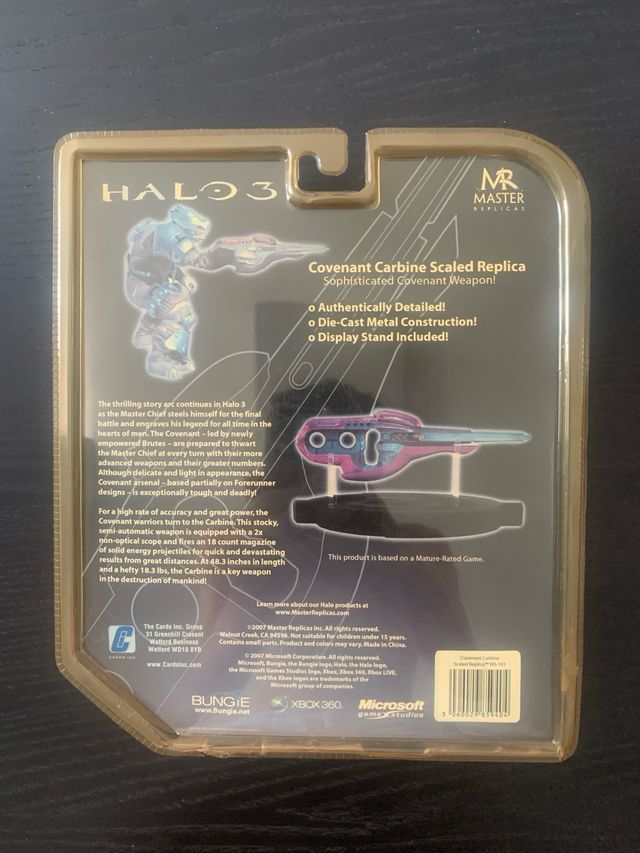 HALO 3
MR
MASTER
REPLICAS
Covenant Carbine Scaled Replica
Sophisticated Covenant Weapon!
o Authentically Detailed!
o Die-Cast Metal Construction!
o Display Stand Included!
The thrilling story arc continues in Halo 3
as the Master Chief steels himself for the final
battle and engraves his legend for all time in the
hearts of men. The Covenant – led by newly
empowered Brutes – are prepared to thwart
the Master Chief at every turn with their more
advanced weapons and their greater numbers.
Although delicate and light in appearance, the
Covenant arsenal – based partially on Forerunner
designs – is exceptionally tough and deadly!
For a high rate of accuracy and great power, the
Covenant warriors turn to the Carbine. This stocky,
semi-automatic weapon is equipped with a 2x
non-optical scope and fires an 18 count magazine
of solid energy projectiles for quick and devastating
results from great distances. At 48.3 inches in length
and a hefty 18.3 lbs, the Carbine is a key weapon
in the destruction of mankind!
This product is based on a Mature-Rated Game.
Learn more about our Halo products at
www.MasterReplicas.com
©2007 Master Replicas Inc. All rights reserved.
Walnut Creek, CA 94596. Not suitable for children under 15 years.
Contains small parts. Product and colors may vary. Made in China.
© 2007 Microsoft Corporation. All rights reserved.
Microsoft, Bungie, the Bungie logo, Halo, the Halo logo,
the Microsoft Games Studios logo, Xbox, Xbox 360, Xbox LIVE,
and the Xbox logos are trademarks of the
Microsoft group of companies.
C
CARDS INC.
The Cards Inc. Group
31 Greenhill Cresent
Watford Business
Watford WD18 8YB
www.CardsInc.com
BUNGiE
www.Bungie.net
XBOX 360.
Microsoft
game studios
Covenant Carbine
Scaled Replica™ MS-101
5 060029 859404